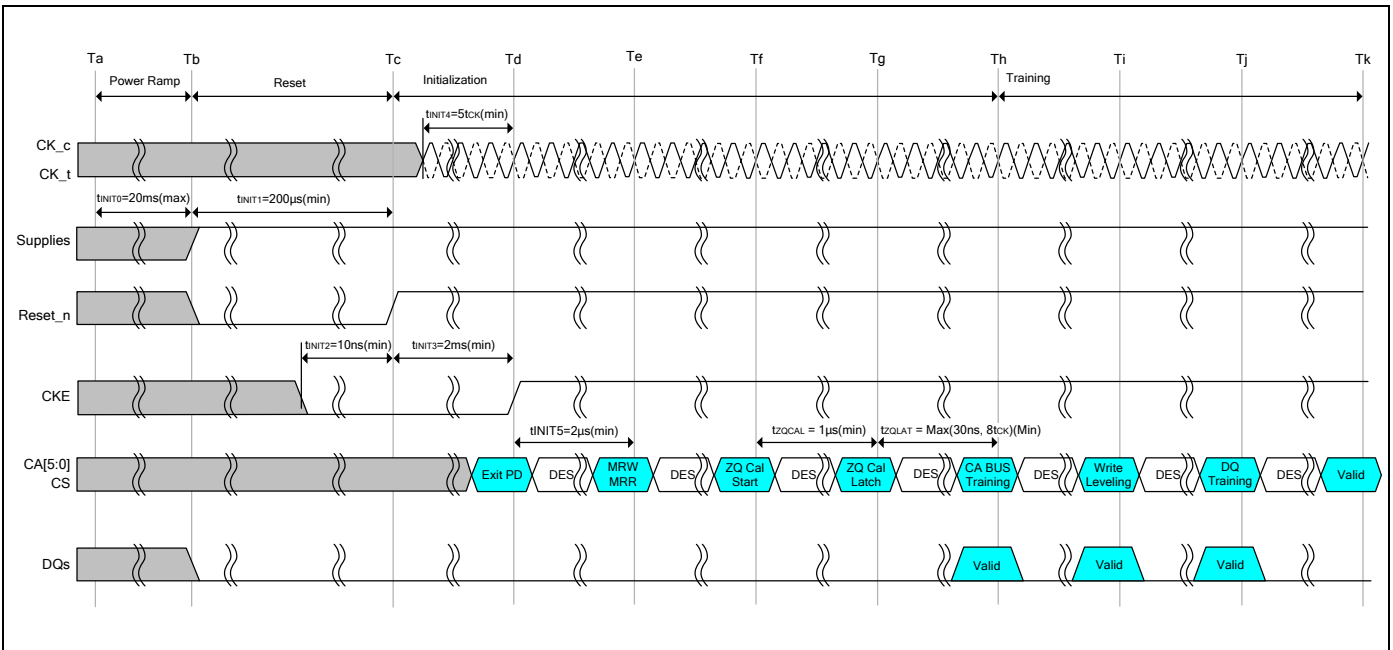 Ta Tb Tc Td Te Tf Tg Th Ti Tj Tk
Power Ramp Reset Initialization Training
tINIT4=5tCK(min)
CK_c
CK_t
tINIT0=20ms(max) tINIT1=200µs(min)
Supplies
Reset_n
tINIT2=10ns(min) tINIT3=2ms(min)
CKE
tINIT5=2µs(min) tZQCAL = 1µs(min) tZQLAT = Max(30ns, 8tCK)(Min)
CA[5:0]
CS
Exit PD
DES
MRW
MRR
DES
ZQ Cal
Start
DES
ZQ Cal
Latch
DES
CA BUS
Training
DES
Write
Leveling
DES
DQ
Training
DES
Valid
DQs
Valid Valid Valid